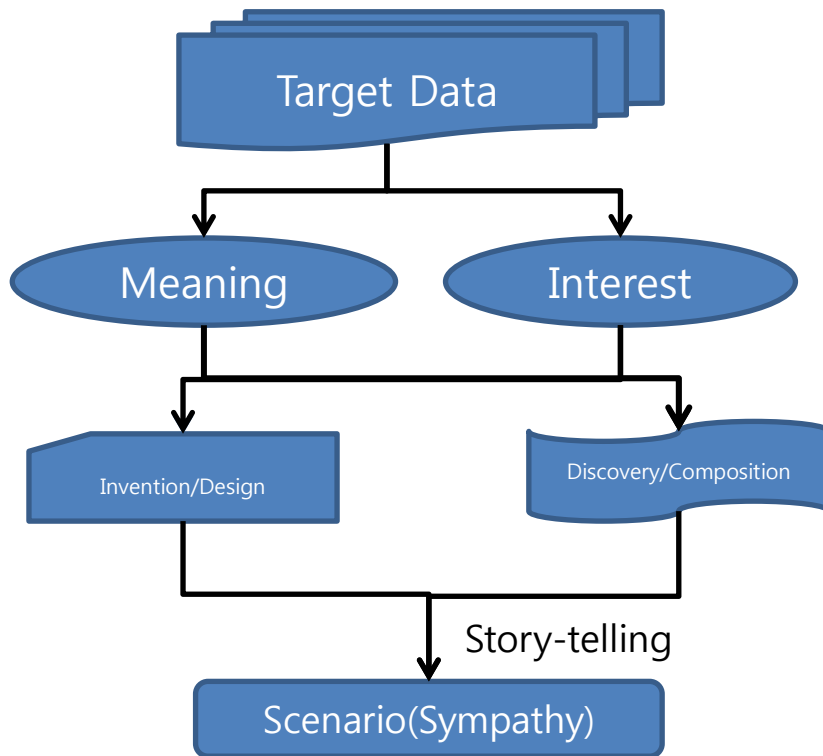 Target Data
Meaning
Interest
Invention/Design
Discovery/Composition
Story-telling
Scenario(Sympathy)